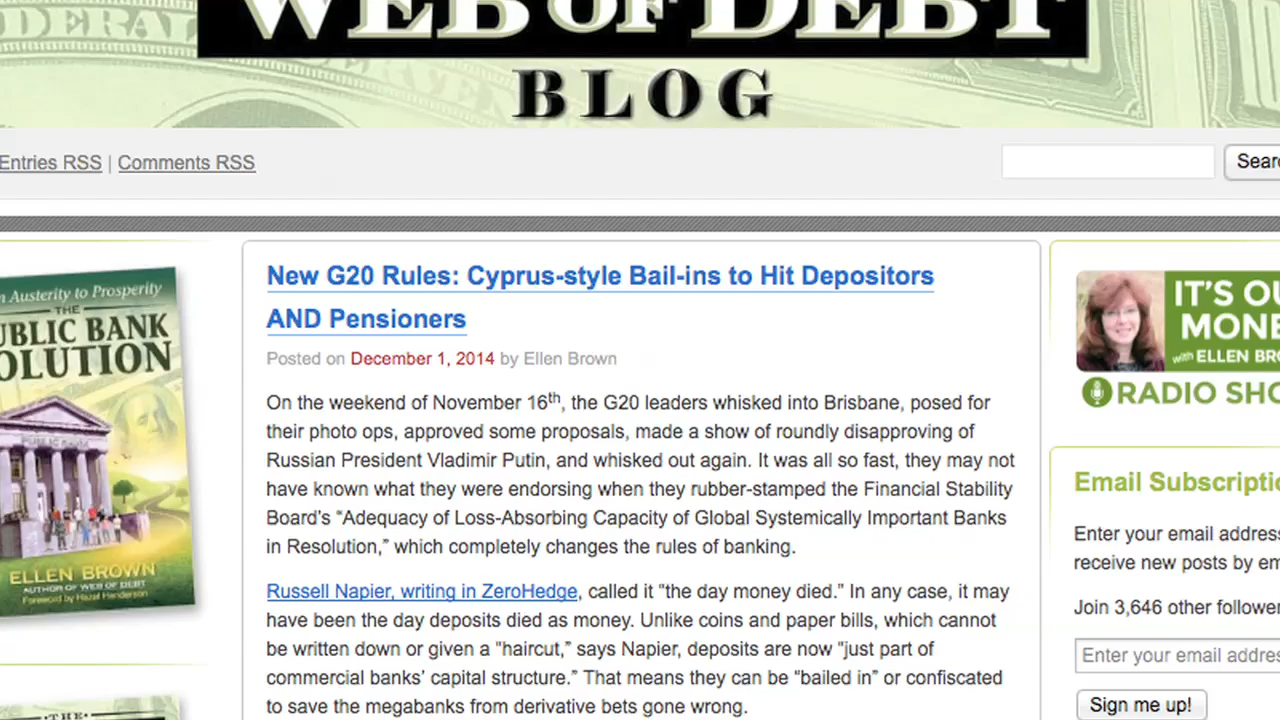 WEB OF DEBT
BLOG
Entries RSS | Comments RSS
New G20 Rules: Cyprus-style Bail-ins to Hit Depositors
AND Pensioners
Posted on December 1, 2014 by Ellen Brown
On the weekend of November 16th, the G20 leaders whisked into Brisbane, posed for
their photo ops, approved some proposals, made a show of roundly disapproving of
Russian President Vladimir Putin, and whisked out again. It was all so fast, they may not
have known what they were endorsing when they rubber-stamped the Financial Stability
Board’s “Adequacy of Loss-Absorbing Capacity of Global Systemically Important Banks
in Resolution,” which completely changes the rules of banking.
Russell Napier, writing in ZeroHedge, called it “the day money died.” In any case, it may
have been the day deposits died as money. Unlike coins and paper bills, which cannot
be written down or given a “haircut,” says Napier, deposits are now “just part of
commercial banks’ capital structure.” That means they can be “bailed in” or confiscated
to save the megabanks from derivative bets gone wrong.
Austerity to Prosperity
THE
UBLIC BANK
OLUTION
PUBLIC BANK
ELLEN BROWN
AUTHOR OF WEB OF DEBT
Foreword by Hazel Henderson
THE
Sear
IT'S OU
MONE
with ELLEN BRO
RADIO SHO
Email Subscripti
Enter your email address
receive new posts by em
Join 3,646 other follower
Enter your email addres
Sign me up!